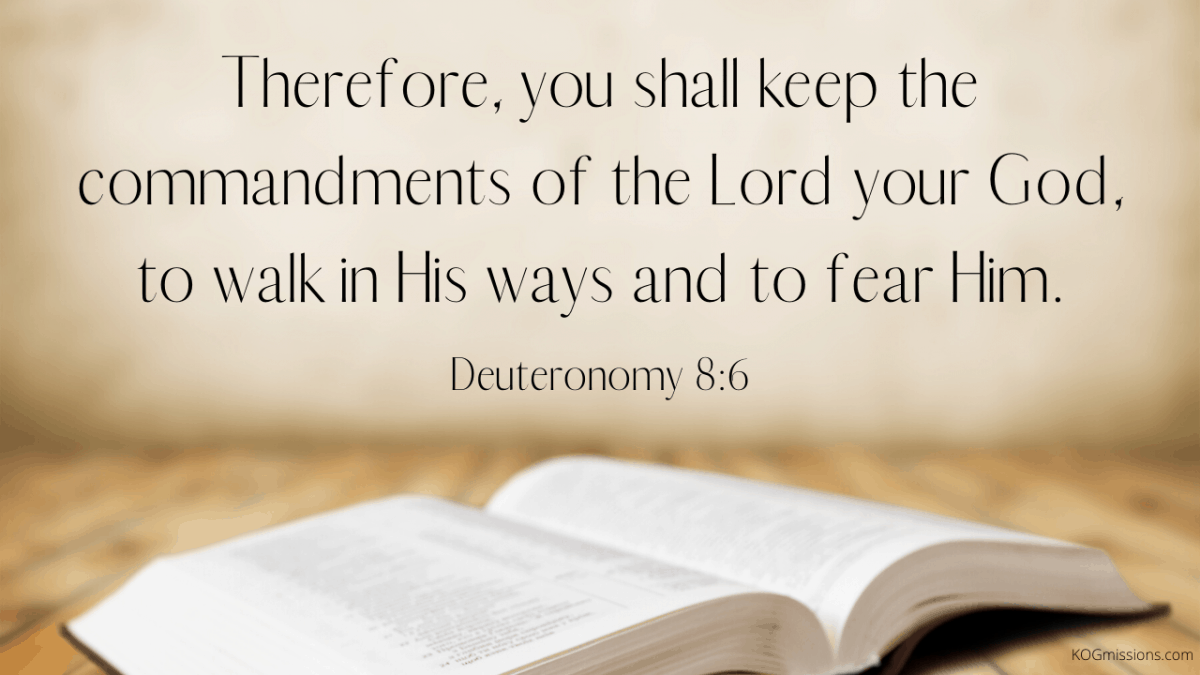 Therefore, you shall keep the
commandments of the Lord your God,
to walk in His ways and to fear Him.
Deuteronomy 8:6
KOGmissions.com